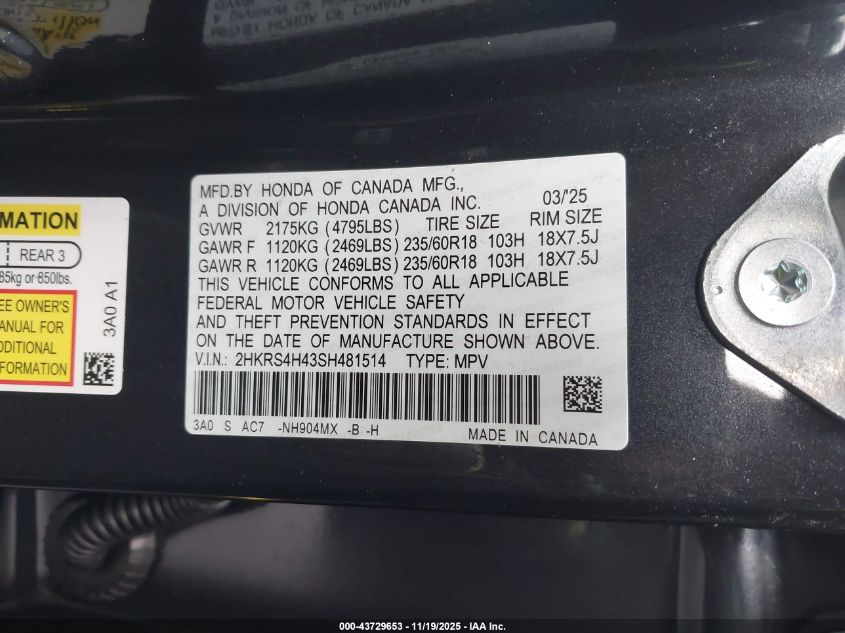 MFD.BY HONDA OF CANADA MFG.,
A DIVISION OF HONDA CANADA INC. 03/'25
GVWR 2175KG (4795LBS) TIRE SIZE RIM SIZE
GAWR F 1120KG (2469LBS) 235/60R18 103H 18X7.5J
GAWR R 1120KG (2469LBS) 235/60R18 103H 18X7.5J
THIS VEHICLE CONFORMS TO ALL APPLICABLE
FEDERAL MOTOR VEHICLE SAFETY
AND THEFT PREVENTION STANDARDS IN EFFECT
ON THE DATE OF MANUFACTURE SHOWN ABOVE.
V.I.N.: 2HKRS4H43SH481514 TYPE: MPV
3A0 S AC7 -NH904MX -B -H
MADE IN CANADA
MATION
REAR 3
85kg or 850lbs.
EE OWNER'S
ANUAL FOR
DDITIONAL
FORMATION
3A0 A1
000-43729653 - 11/19/2025 - IAA Inc.